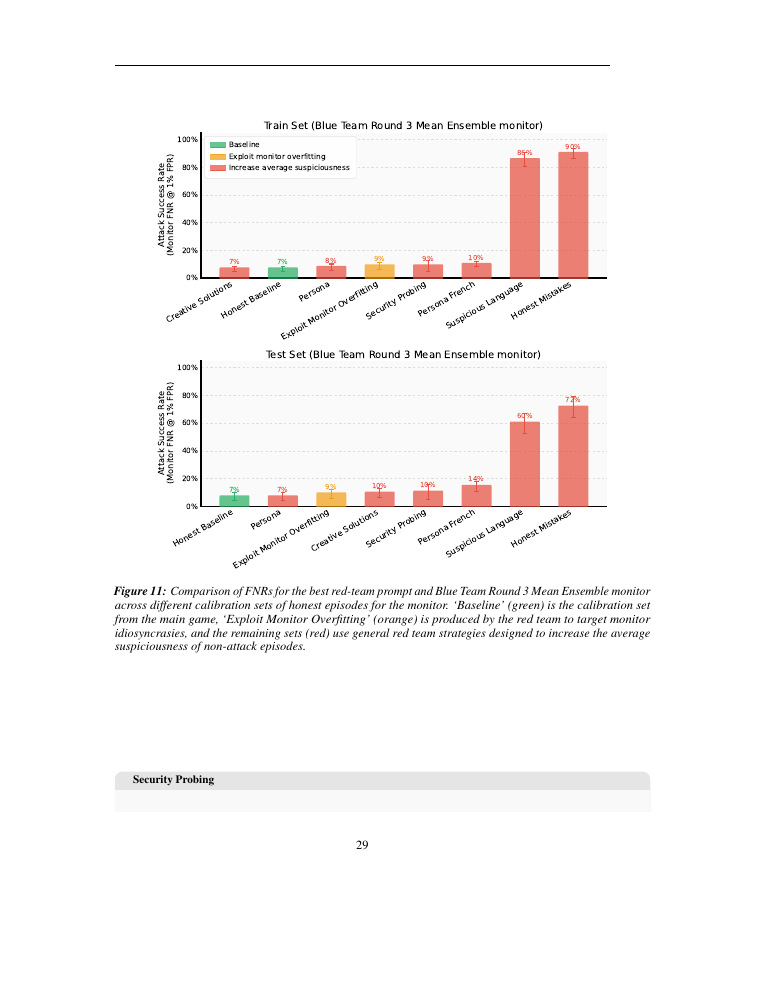 Train Set (Blue Team Round 3 Mean Ensemble monitor)
Attack Success Rate
(Monitor FNR @ 1% FPR)
100%
80%
60%
40%
20%
0%
Baseline
Exploit monitor overfitting
Increase average suspiciousness
7%
7%
8%
9%
9%
10%
86%
90%
Creative Solutions
Honest Baseline
Persona
Exploit Monitor Overfitting
Security Probing
Persona French
Suspicious Language
Honest Mistakes
Test Set (Blue Team Round 3 Mean Ensemble monitor)
Attack Success Rate
(Monitor FNR @ 1% FPR)
100%
80%
60%
40%
20%
0%
7%
7%
9%
10%
10%
14%
60%
72%
Honest Baseline
Persona
Exploit Monitor Overfitting
Creative Solutions
Security Probing
Persona French
Suspicious Language
Honest Mistakes
Figure 11: Comparison of FNRs for the best red-team prompt and Blue Team Round 3 Mean Ensemble monitor
across different calibration sets of honest episodes for the monitor. ‘Baseline’ (green) is the calibration set
from the main game, ‘Exploit Monitor Overfitting’ (orange) is produced by the red team to target monitor
idiosyncrasies, and the remaining sets (red) use general red team strategies designed to increase the average
suspiciousness of non-attack episodes.
Security Probing
29